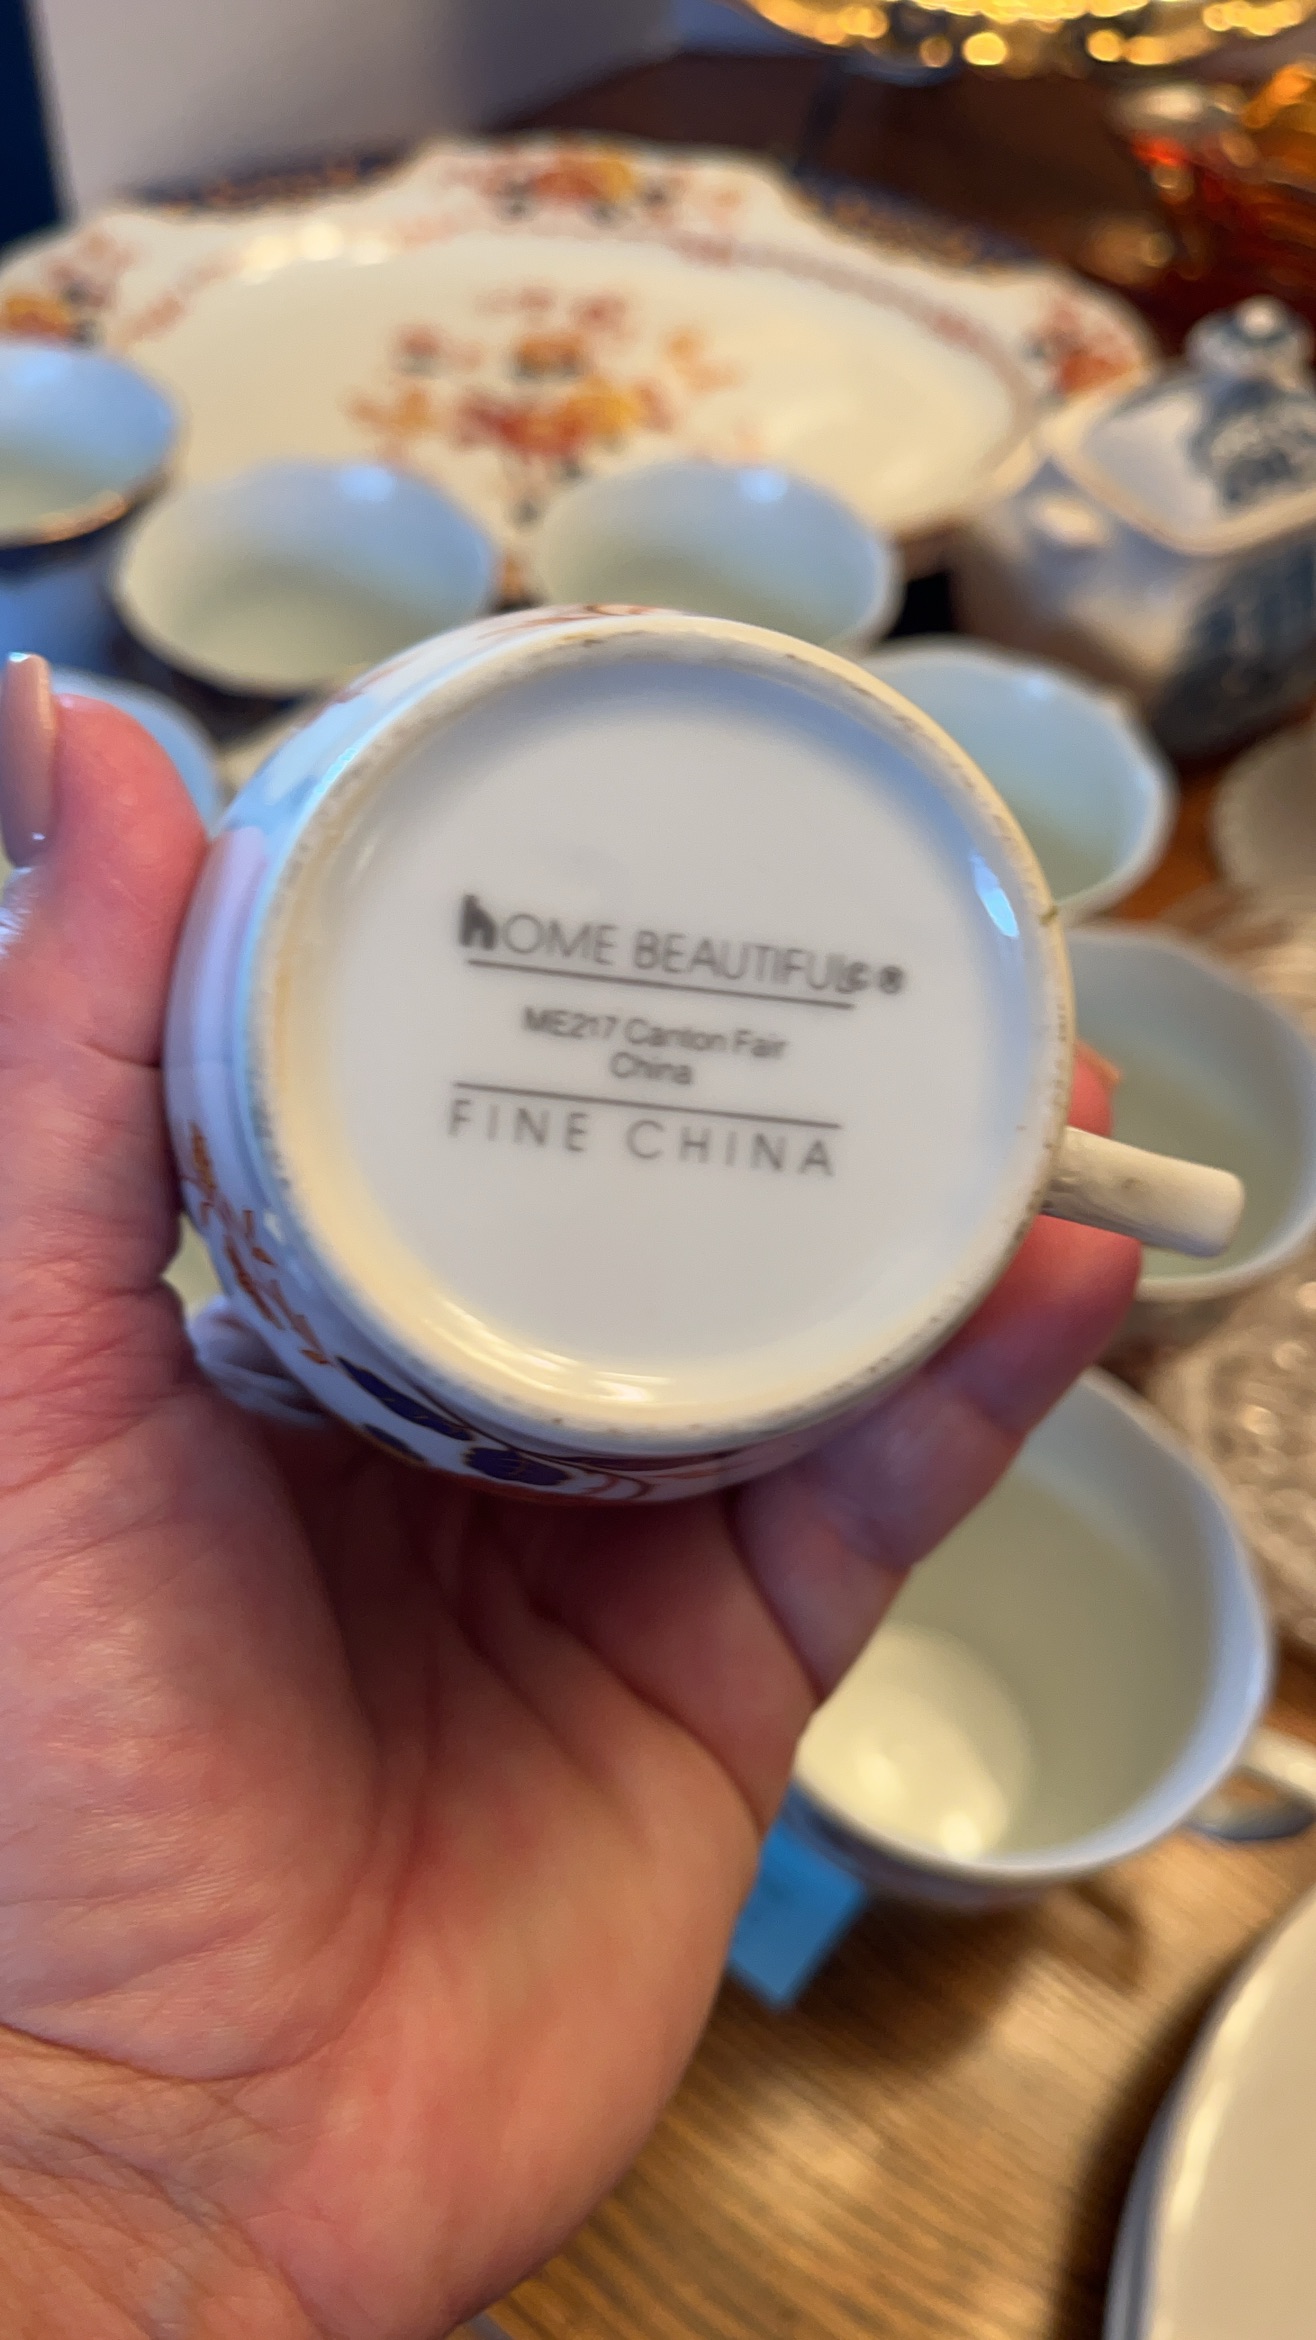 hOME BEAUTIFUL ®
ME217 Canton Fair
China
FINE CHINA